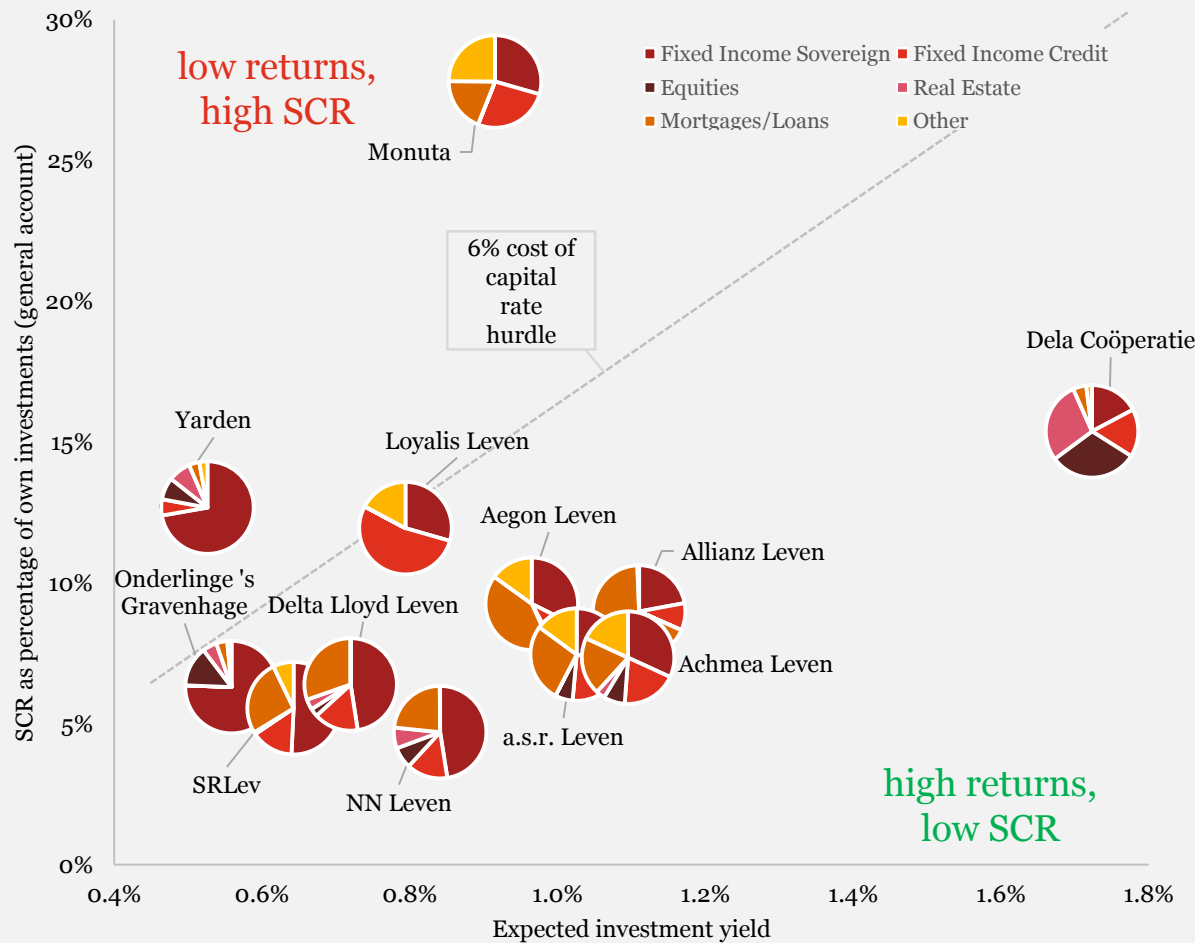 30%
low returns,
high SCR
Fixed Income Sovereign
Fixed Income Credit
Equities
Real Estate
Mortgages/Loans
Other
Monuta
25%
6% cost of
capital
rate
hurdle
20%
Dela Coöperatie
15%
Yarden
Loyalis Leven
Aegon Leven
Allianz Leven
10%
Onderlinge 's
Gravenhage
Delta Lloyd Leven
Achmea Leven
5%
a.s.r. Leven
SRLev
NN Leven
high returns,
low SCR
0%
0.4%
0.6%
0.8%
1.0%
1.2%
1.4%
1.6%
1.8%
Expected investment yield
SCR as percentage of own investments (general account)